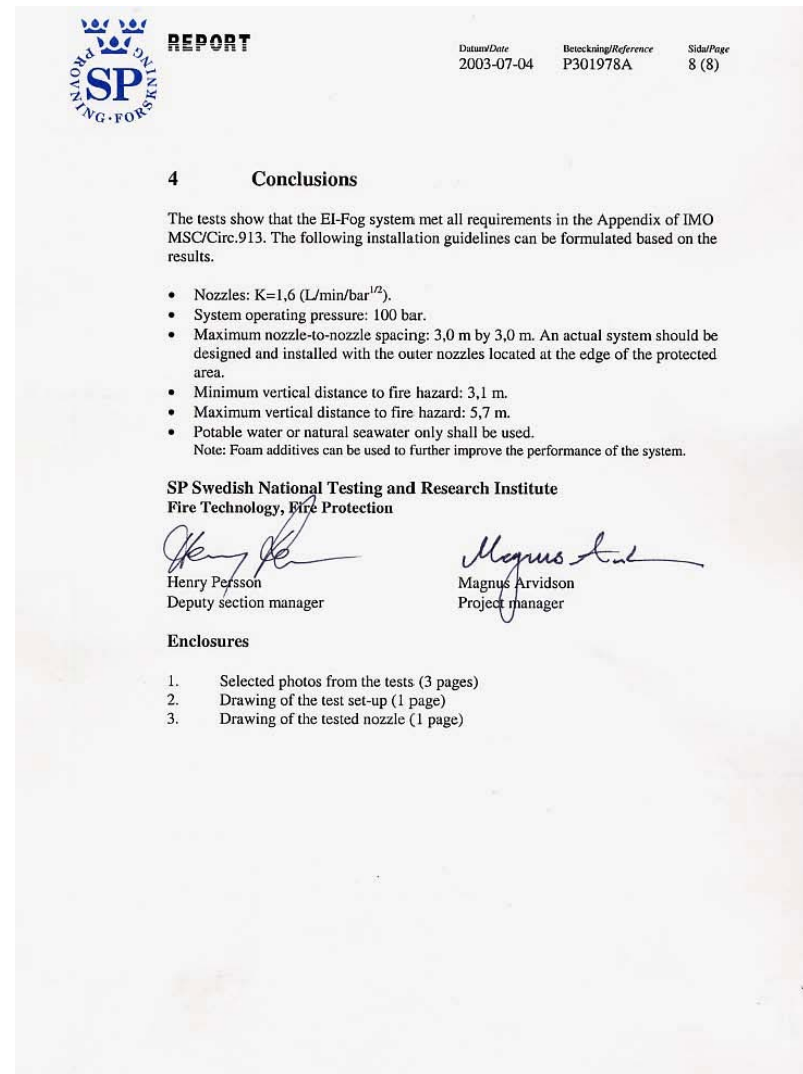 REPORT
Datum/Date Beteckning/Reference Sida/Page
2003-07-04 P301978A 8 (8)
SP
PROVNING·FORSKNING
4 Conclusions
The tests show that the EI-Fog system met all requirements in the Appendix of IMO
MSC/Circ.913. The following installation guidelines can be formulated based on the
results.
• Nozzles: K=1,6 (L/min/bar^1/2).
• System operating pressure: 100 bar.
• Maximum nozzle-to-nozzle spacing: 3,0 m by 3,0 m. An actual system should be
designed and installed with the outer nozzles located at the edge of the protected
area.
• Minimum vertical distance to fire hazard: 3,1 m.
• Maximum vertical distance to fire hazard: 5,7 m.
• Potable water or natural seawater only shall be used.
Note: Foam additives can be used to further improve the performance of the system.
SP Swedish National Testing and Research Institute
Fire Technology, Fire Protection
Henry
Magnus
Henry Persson Magnus Arvidson
Deputy section manager Project manager
Enclosures
1. Selected photos from the tests (3 pages)
2. Drawing of the test set-up (1 page)
3. Drawing of the tested nozzle (1 page)